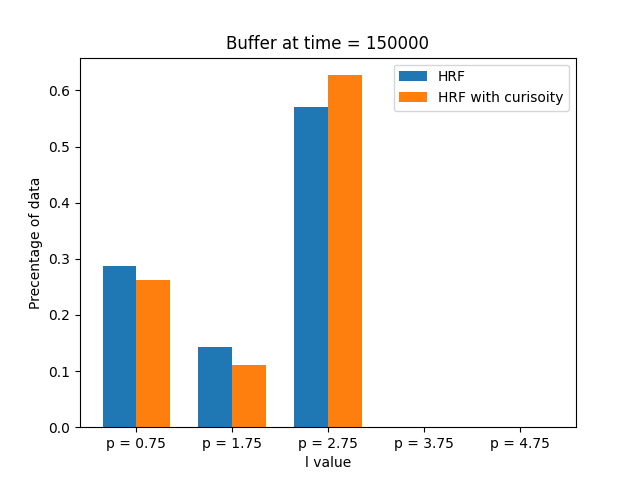 Buffer at time = 150000
HRF
HRF with curisoity
Precentage of data
0.6
0.5
0.4
0.3
0.2
0.1
0.0
p = 0.75 p = 1.75 p = 2.75 p = 3.75 p = 4.75
l value